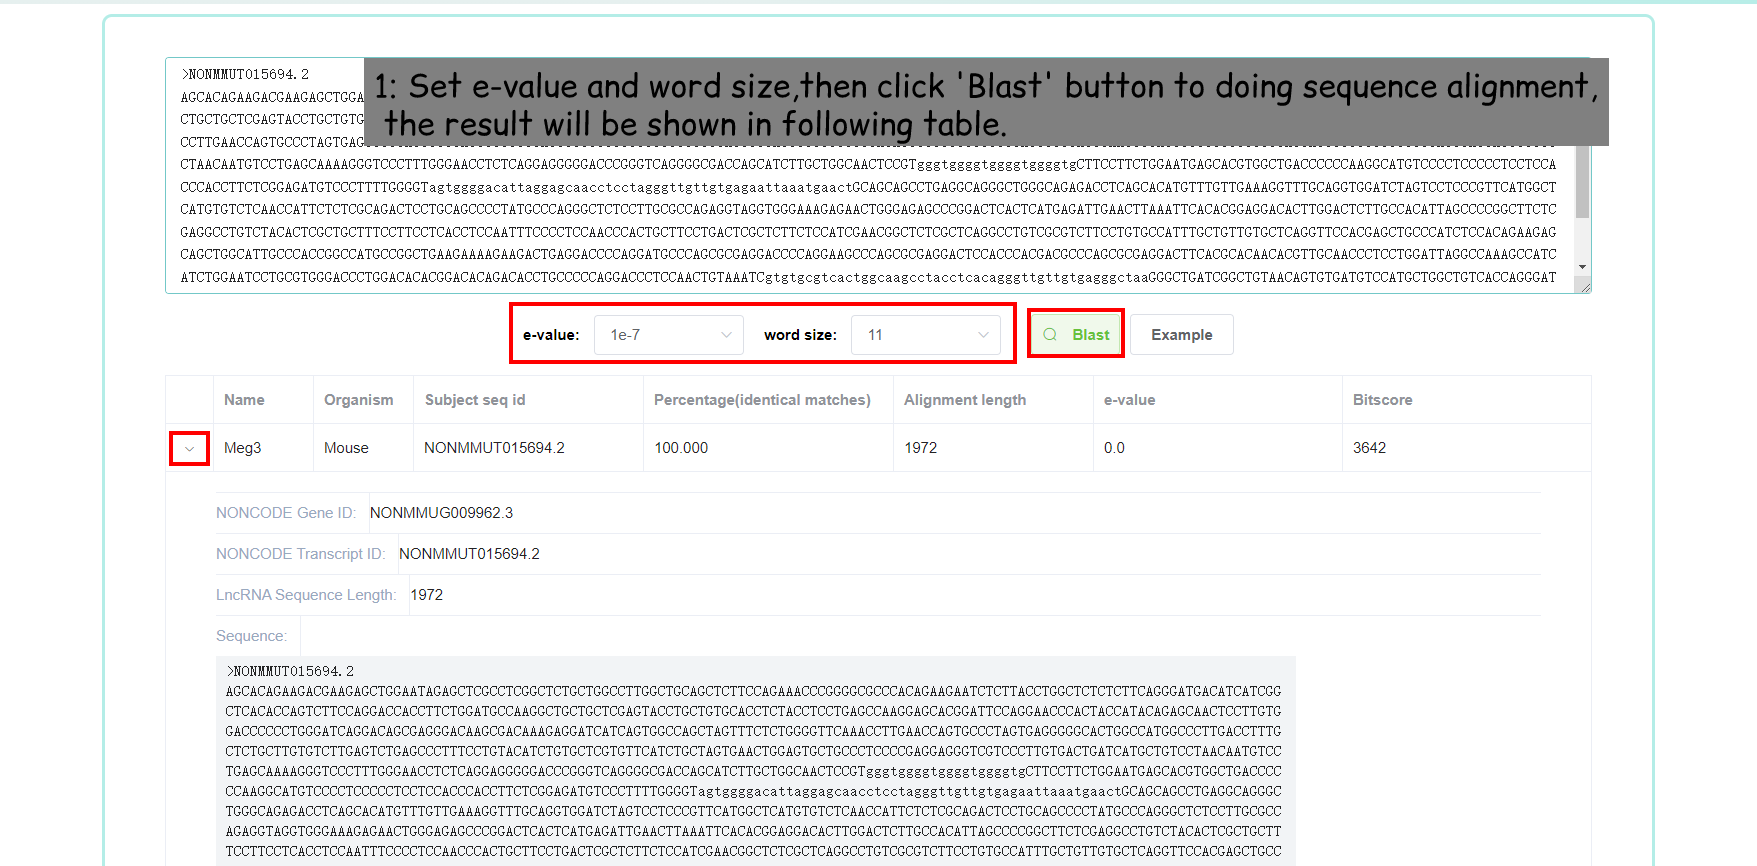 >NONMMUT015694.2
AGCACAGAAGACGAAGAGCTGGA
CTGCTGCTCGAGTACCTGCTGTG
CCTTGAACCAGTGCCCTAGTGAG
1: Set e-value and word size,then click 'Blast' button to doing sequence alignment,
the result will be shown in following table.
CTAACAATGTCCTGAGCAAAAGGGTCCCTTTGGGAACCTCTCAGGAGGGGGACCCGGGTCAGGGGCGACCAGCATCTTGCTGGCAACTCCGTgggtggggtggggtggggtgCTTCCTTCTGGAATGAGCACGTGGCTGACCCCCCAAGGCATGTCCCCTCCCCCTCCTCCA
CCCACCTTCTCGGAGATGTCCCTTTTGGGGTagtggggacattaggagcaacctcctagggttgttgtgagaattaaatgaactGCAGCAGCCTGAGGCAGGGCTGGGCAGAGACCTCAGCACATGTTTGTTGAAAGGTTTGCAGGTGGATCTAGTCCTCCCGTTCATGGCT
CATGTGTCTCAACCATTCTCTCGCAGACTCCTGCAGCCCCTATGCCCAGGGCTCTCCTTGCGCCAGAGGTAGGTGGGAAAGAGAACTGGGAGAGCCCGGACTCACTCATGAGATTGAACTTAAATTCACACGGAGGACACTTGGACTCTTGCCACATTAGCCCCGGCTTCTC
GAGGCCTGTCTACACTCGCTGCTTTCCTTCCTCACCTCCAATTTCCCCTCCAACCCACTGCTTCCTGACTCGCTCTTCTCCATCGAACGGCTCTCGCTCAGGCCTGTCGCGTCTTCCTGTGCCATTTGCTGTTGTGCTCAGGTTCCACGAGCTGCCCATCTCCACAGAAGAG
CAGCTGGCATTGCCCACCGGCCATGCCGGCTGAAGAAAAGAAGACTGAGGACCCCAGGATGCCCAGCGCGAGGACCCCAGGAAGCCCAGCGCGAGGACTCCACCCACGACGCCCAGCGCGAGGACTTCACGCACAACACGTTGCAACCCTCCTGGATTAGGCCAAAGCCATC
ATCTGGAATCCTGCGTGGGACCCTGGACACACGGACACAGACACCTGCCCCCAGGACCCTCCAACTGTAAATCgtgtgcgtcactggcaagcctacctcacagggttgttgtgagggctaaGGGCTGATCGGCTGTAACAGTGTGATGTCCATGCTGGCTGTCACCAGGGAT
e-value: 1e-7 word size: 11 Blast Example
Name Organism Subject seq id Percentage(identical matches) Alignment length e-value Bitscore
Meg3 Mouse NONMMUT015694.2 100.000 1972 0.0 3642
NONCODE Gene ID: NONMMUG009962.3
NONCODE Transcript ID: NONMMUT015694.2
LncRNA Sequence Length: 1972
Sequence:
>NONMMUT015694.2
AGCACAGAAGACGAAGAGCTGGAATAGAGCTCGCCTCGGCTCTGCTGGCCTTGGCTGCAGCTCTTCCAGAAACCCGGGGCGCCCACAGAAGAATCTCTTACCTGGCTCTCTCTTCAGGGATGACATCATCGG
CTCACACCAGTCTTCCAGGACCACCTTCTGGATGCCAAGGCTGCTGCTCGAGTACCTGCTGTGCACCTCTACCTCCTGAGCCAAGGAGCACGGATTCCAGGAACCCACTACCATACAGAGCAACTCCTTGTG
GACCCCCCTGGGATCAGGACAGCGAGGGACAAGCGACAAAGAGGATCATCAGTGGCCAGCTAGTTTCTCTGGGGTTCAAACCTTGAACCAGTGCCCTAGTGAGGGGGCACTGGCCATGGCCCTTGACCTTTG
CTCTGCTTGTGTCTTGAGTCTGAGCCCTTTCCTGTACATCTGTGCTCGTGTTCATCTGCTAGTGAACTGGAGTGCTGCCCTCCCCGAGGAGGGTCGTCCCTTGTGACTGATCATGCTGTCCTAACAATGTCC
TGAGCAAAAGGGTCCCTTTGGGAACCTCTCAGGAGGGGGACCCGGGTCAGGGGCGACCAGCATCTTGCTGGCAACTCCGTgggtggggtggggtggggtgCTTCCTTCTGGAATGAGCACGTGGCTGACCCC
CCAAGGCATGTCCCCTCCCCCTCCTCCACCCACCTTCTCGGAGATGTCCCTTTTGGGGTagtggggacattaggagcaacctcctagggttgttgtgagaattaaatgaactGCAGCAGCCTGAGGCAGGGC
TGGGCAGAGACCTCAGCACATGTTTGTTGAAAGGTTTGCAGGTGGATCTAGTCCTCCCGTTCATGGCTCATGTGTCTCAACCATTCTCTCGCAGACTCCTGCAGCCCCTATGCCCAGGGCTCTCCTTGCGCC
AGAGGTAGGTGGGAAAGAGAACTGGGAGAGCCCGGACTCACTCATGAGATTGAACTTAAATTCACACGGAGGACACTTGGACTCTTGCCACATTAGCCCCGGCTTCTCGAGGCCTGTCTACACTCGCTGCTT
TCCTTCCTCACCTCCAATTTCCCCTCCAACCCACTGCTTCCTGACTCGCTCTTCTCCATCGAACGGCTCTCGCTCAGGCCTGTCGCGTCTTCCTGTGCCATTTGCTGTTGTGCTCAGGTTCCACGAGCTGCC